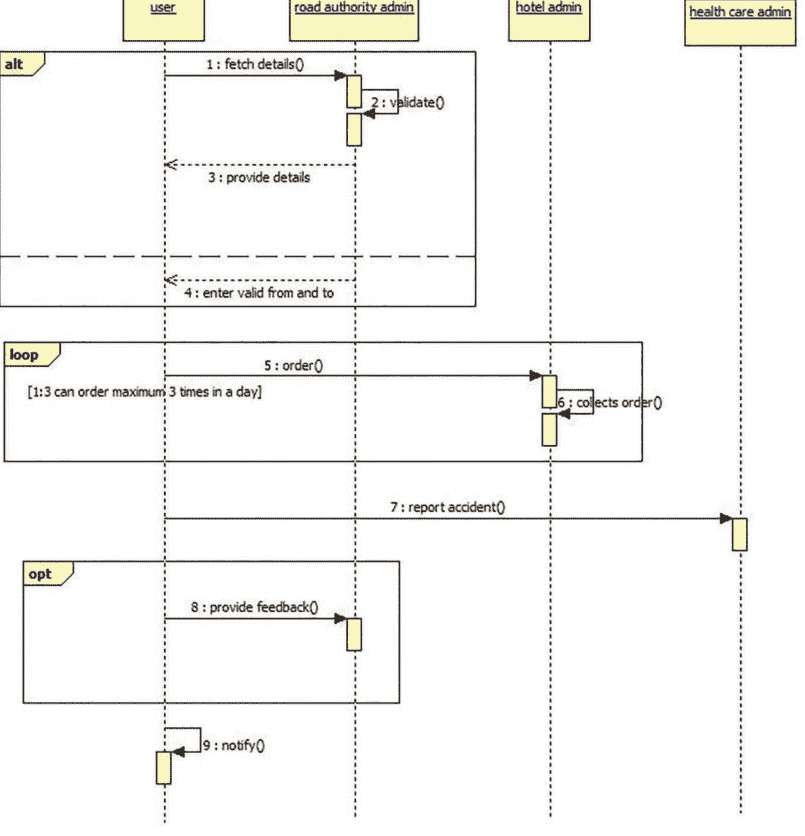 user
road authority admin
hotel admin
health care admin
alt
1 : fetch details()
2 : validate()
3 : provide details
4 : enter valid from and to
loop
5 : order()
[1:3 can order maximum 3 times in a day]
6 : collects order()
7 : report accident()
opt
8 : provide feedback()
9 : notify()